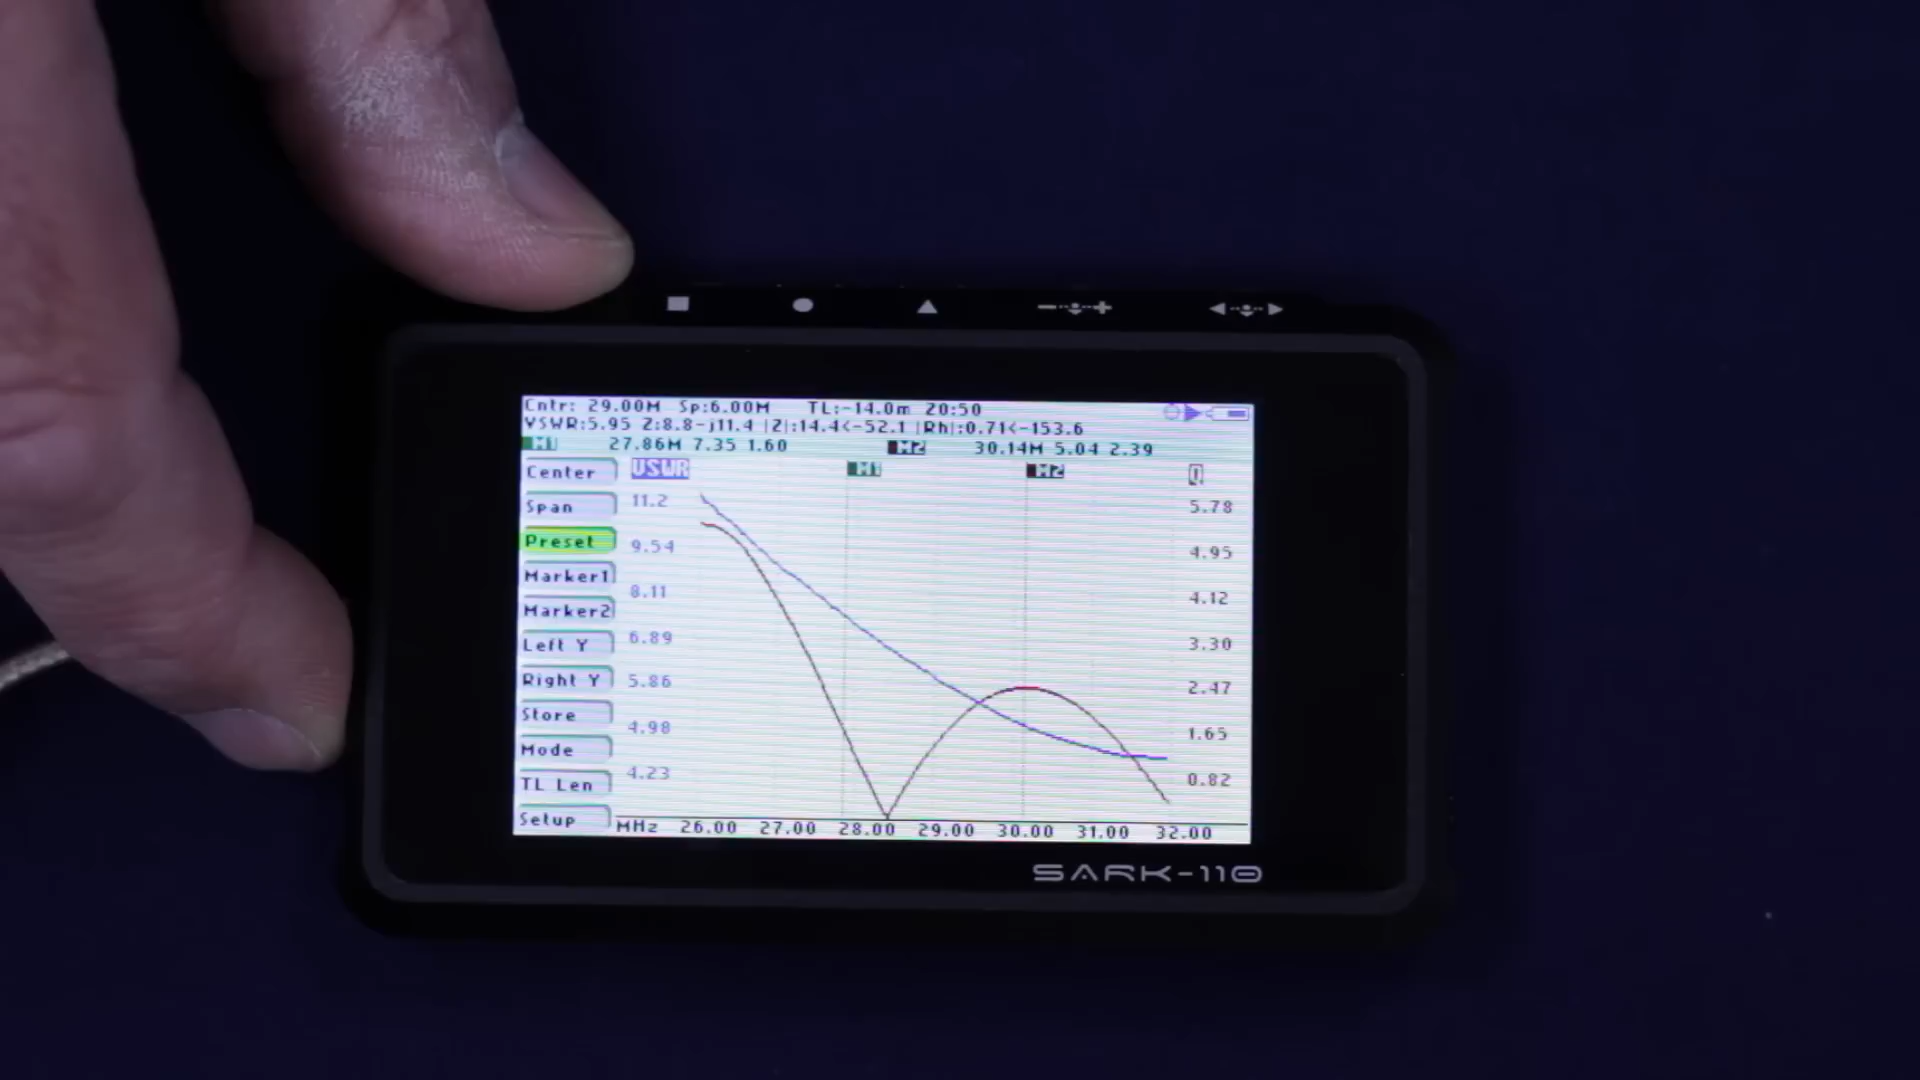 Cntr: 29.00M Sp:6.00M TL:-14.0m 20:50
VSWR:5.95 Z:8.8-j11.4 |Z|:14.4<-52.1 |Rh|:0.71<-153.6
M1 27.86M 7.35 1.60 M2 30.14M 5.04 2.39
Center VSWR M1 M2 Q
Span 11.2 5.78
Preset 9.54 4.95
Marker1 8.11 4.12
Marker2 6.89 3.30
Left Y
Right Y 5.86 2.47
Store 4.98 1.65
Mode 4.23 0.82
TL Len
Setup MHz 26.00 27.00 28.00 29.00 30.00 31.00 32.00
SARK-110